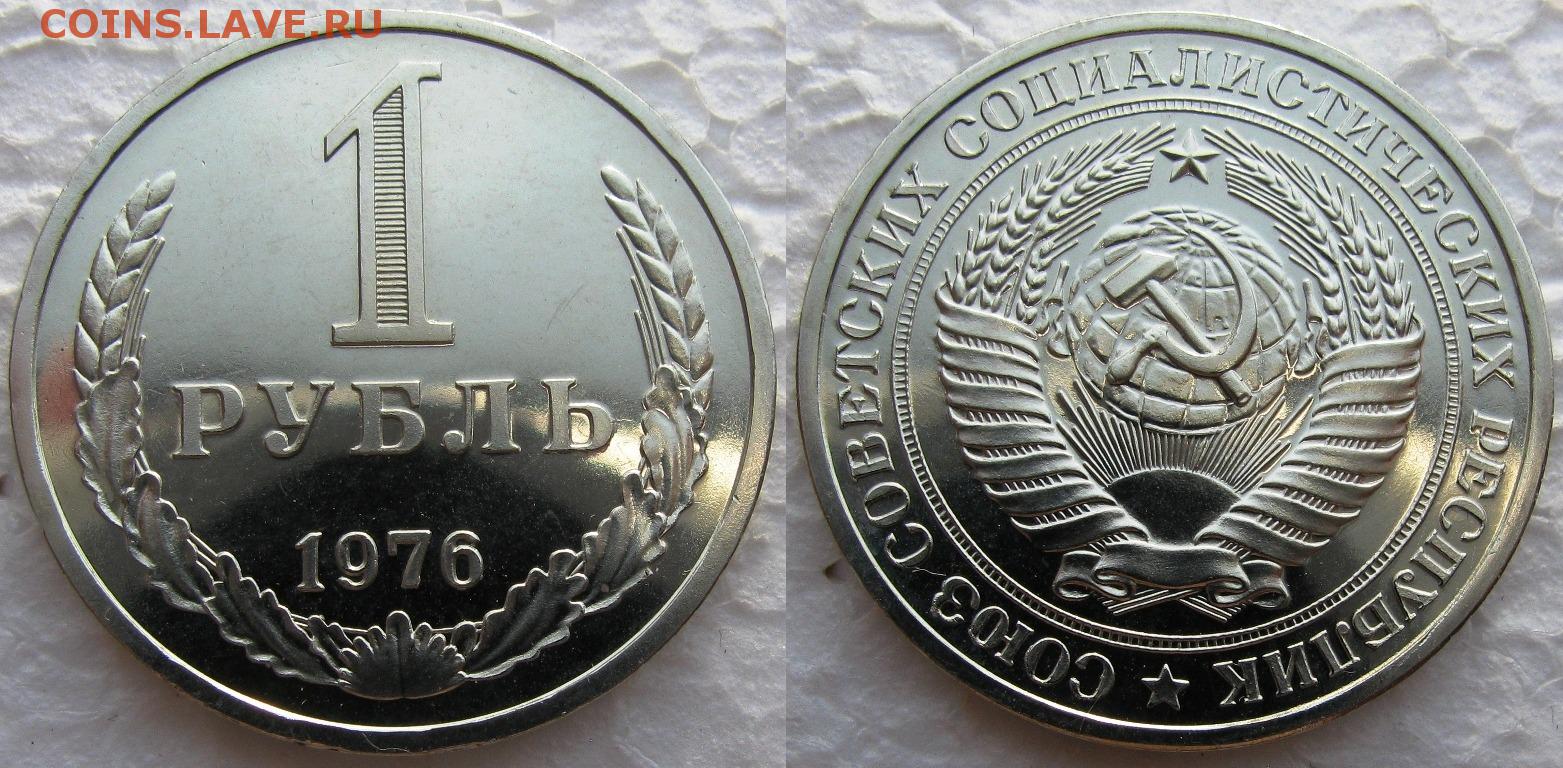 COINS.LAVE.RU
1
РУБЛЬ
1976
СОЮЗ СОВЕТСКИХ СОЦИАЛИСТИЧЕСКИХ РЕСПУБЛИК